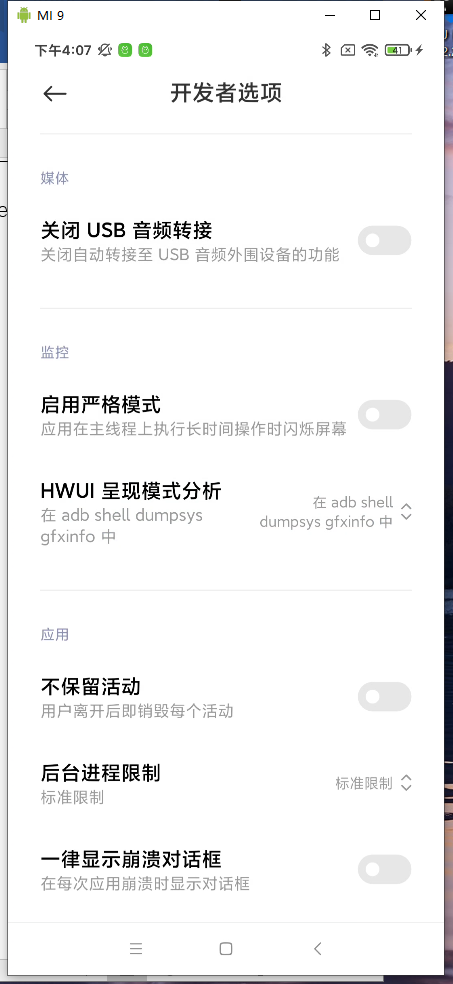 MI 9
下午4:07
41
开发者选项
媒体
关闭 USB 音频转接
关闭自动转接至 USB 音频外围设备的功能
监控
启用严格模式
应用在主线程上执行长时间操作时闪烁屏幕
HWUI 呈现模式分析
在 adb shell dumpsys
gfxinfo 中
在 adb shell
dumpsys gfxinfo 中
应用
不保留活动
用户离开后即销毁每个活动
后台进程限制
标准限制
标准限制
一律显示崩溃对话框
在每次应用崩溃时显示对话框